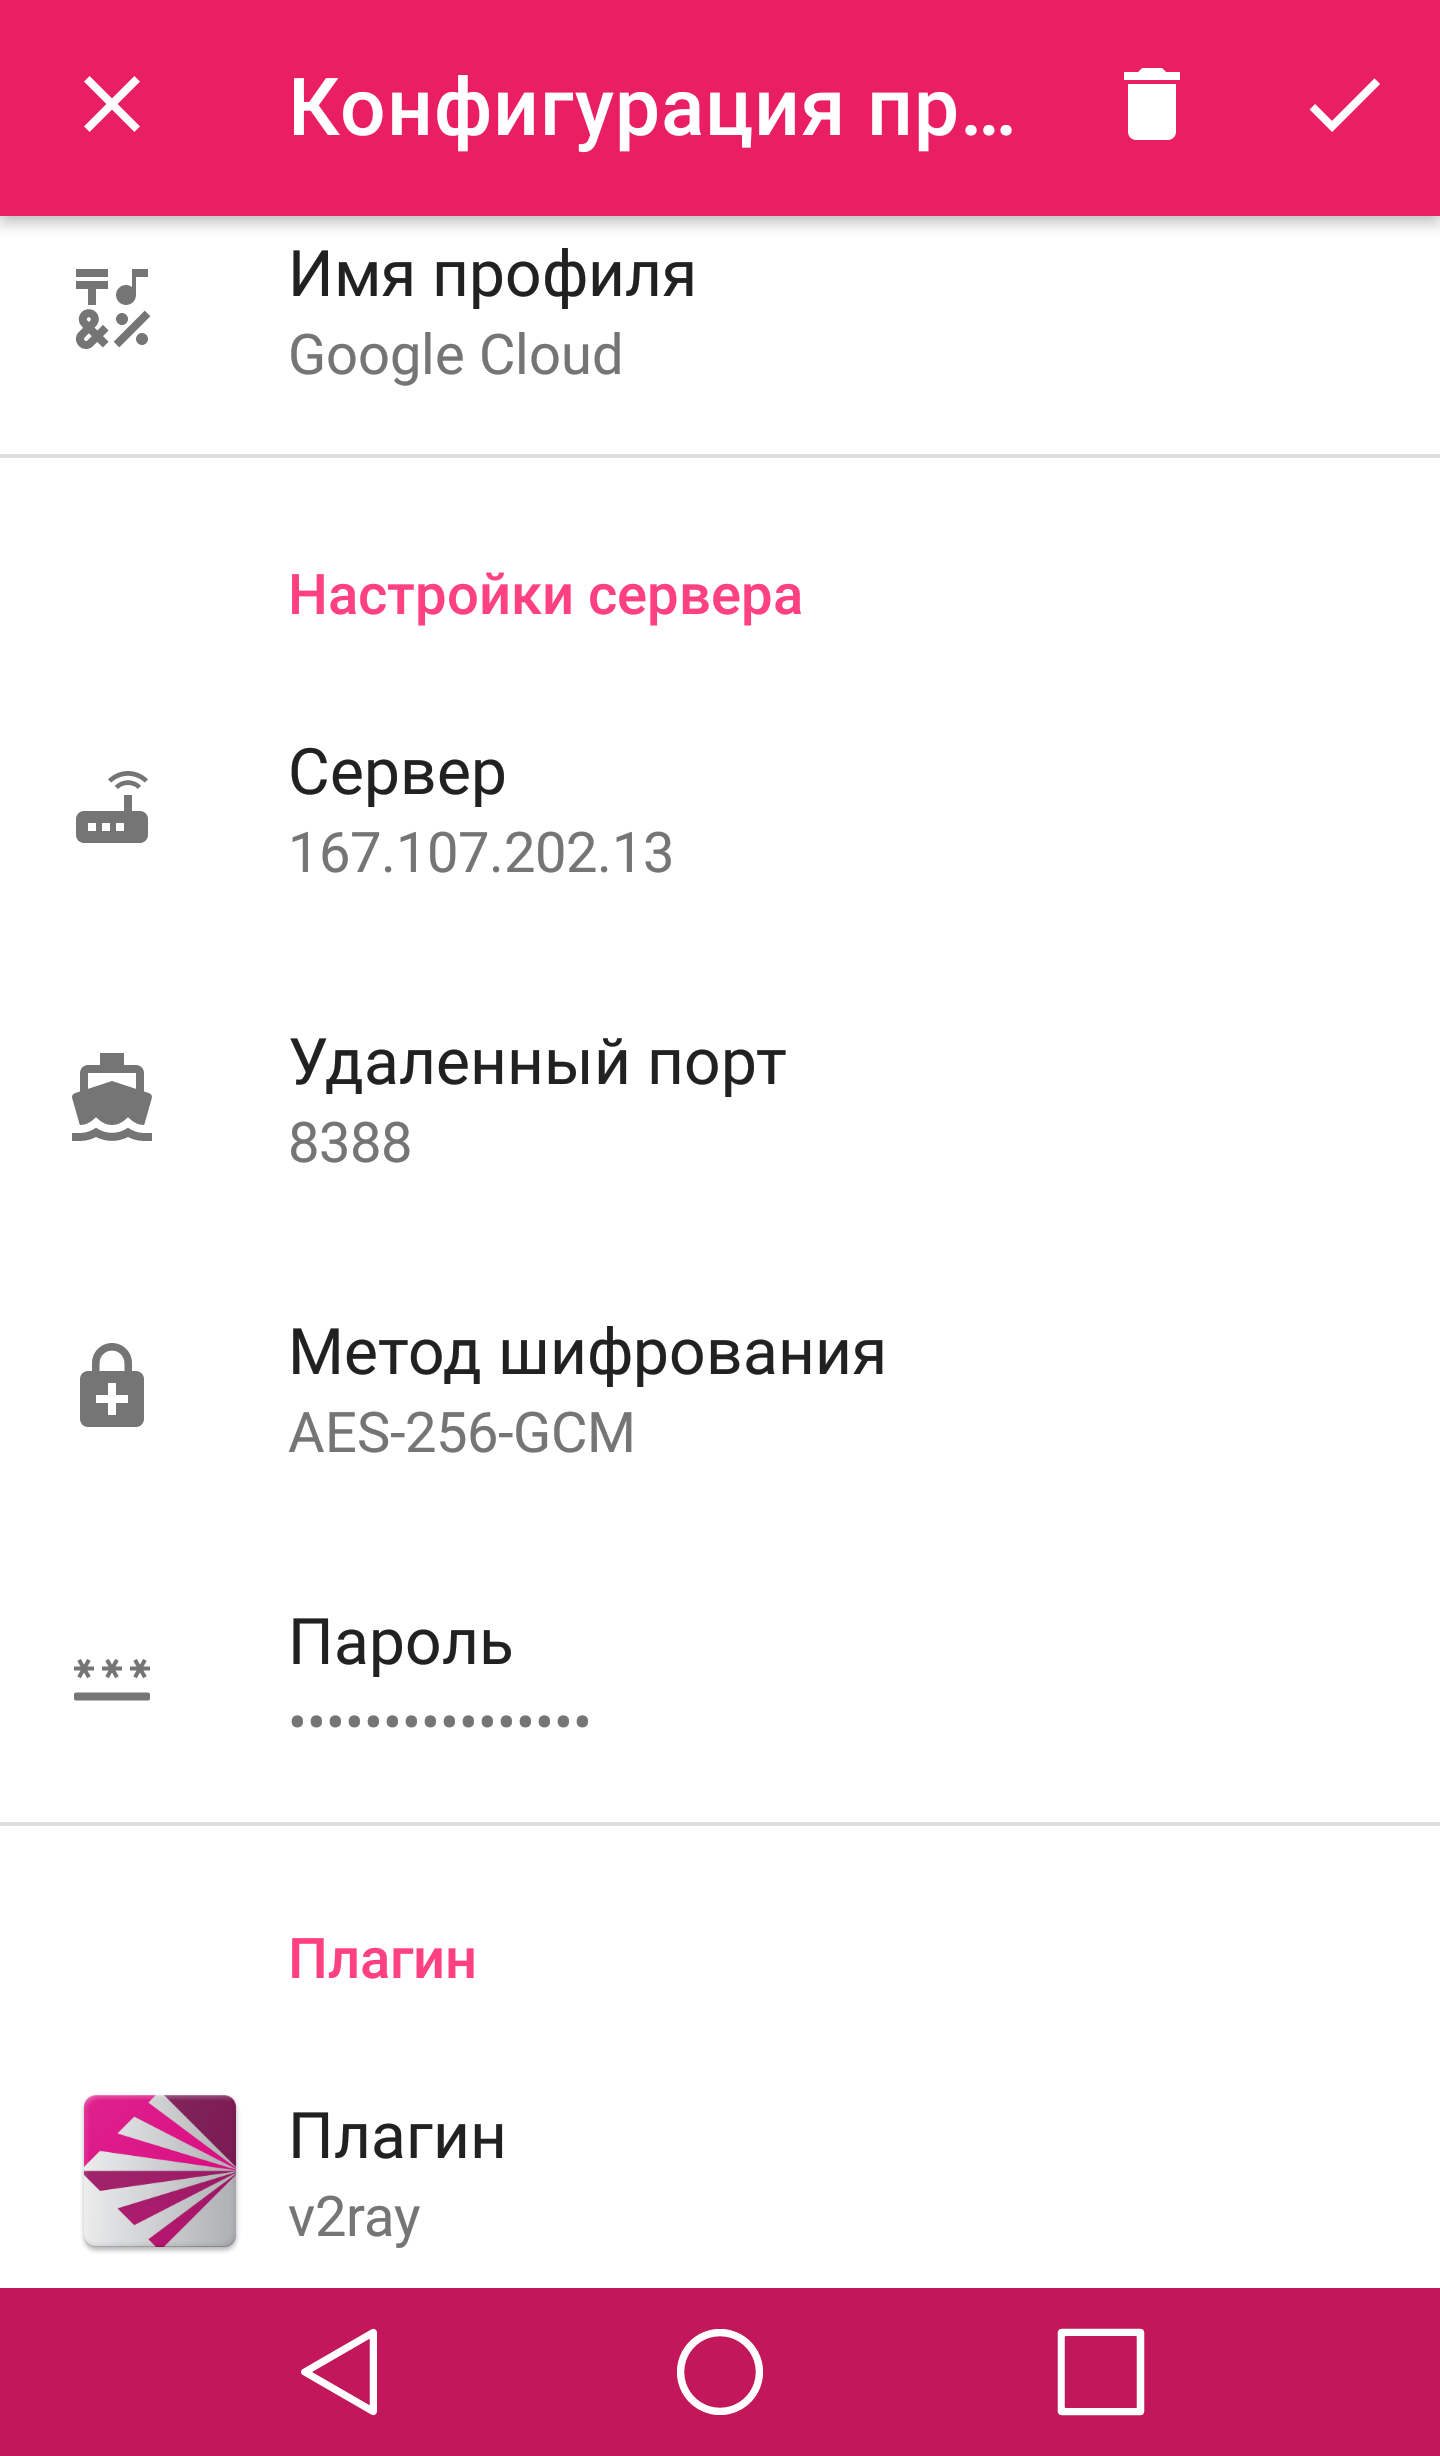 Конфигурация пр...
Имя профиля
Google Cloud
Настройки сервера
Сервер
167.107.202.13
Удаленный порт
8388
Метод шифрования
AES-256-GCM
Пароль
••••••••••••••••
Плагин
Плагин
v2ray